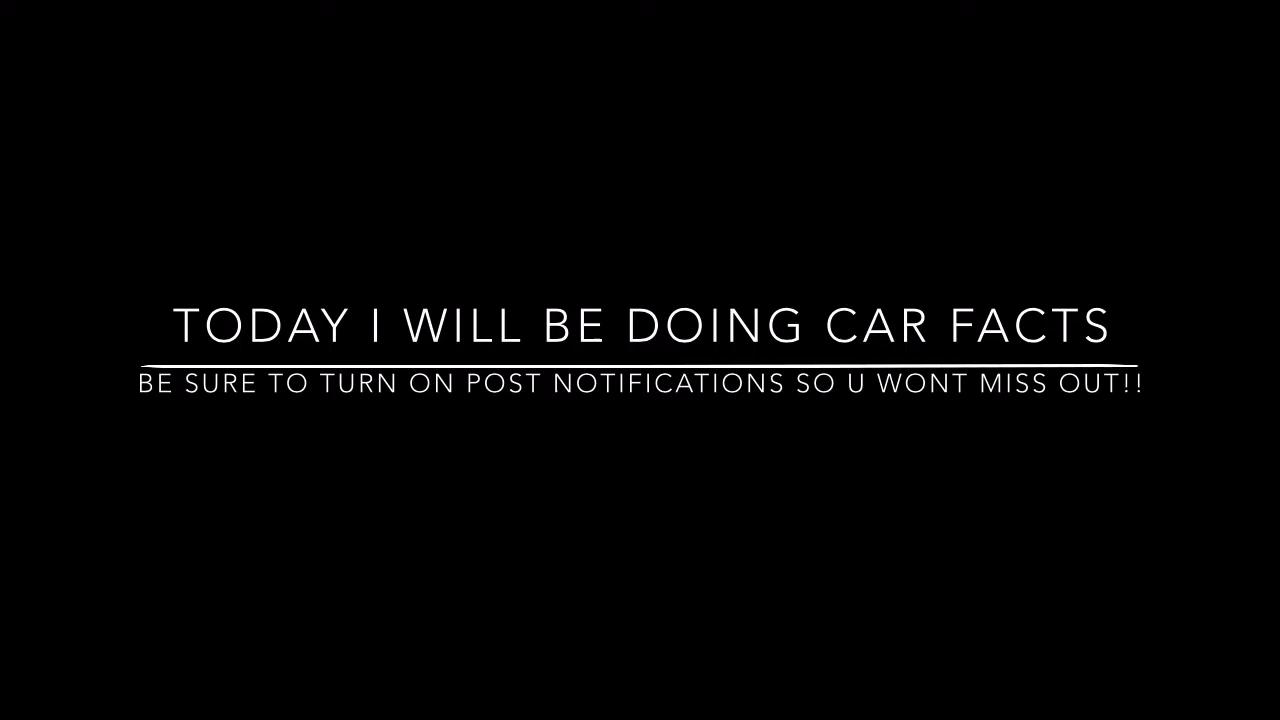 TODAY I WILL BE DOING CAR FACTS
BE SURE TO TURN ON POST NOTIFICATIONS SO U WONT MISS OUT!!